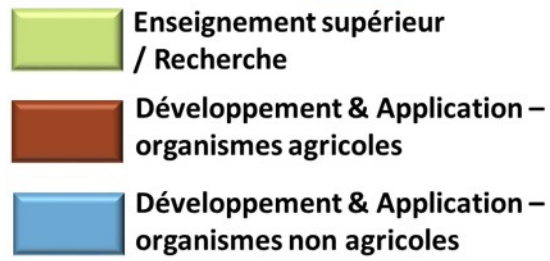 Enseignement supérieur
/ Recherche
Développement & Application –
organismes agricoles
Développement & Application –
organismes non agricoles